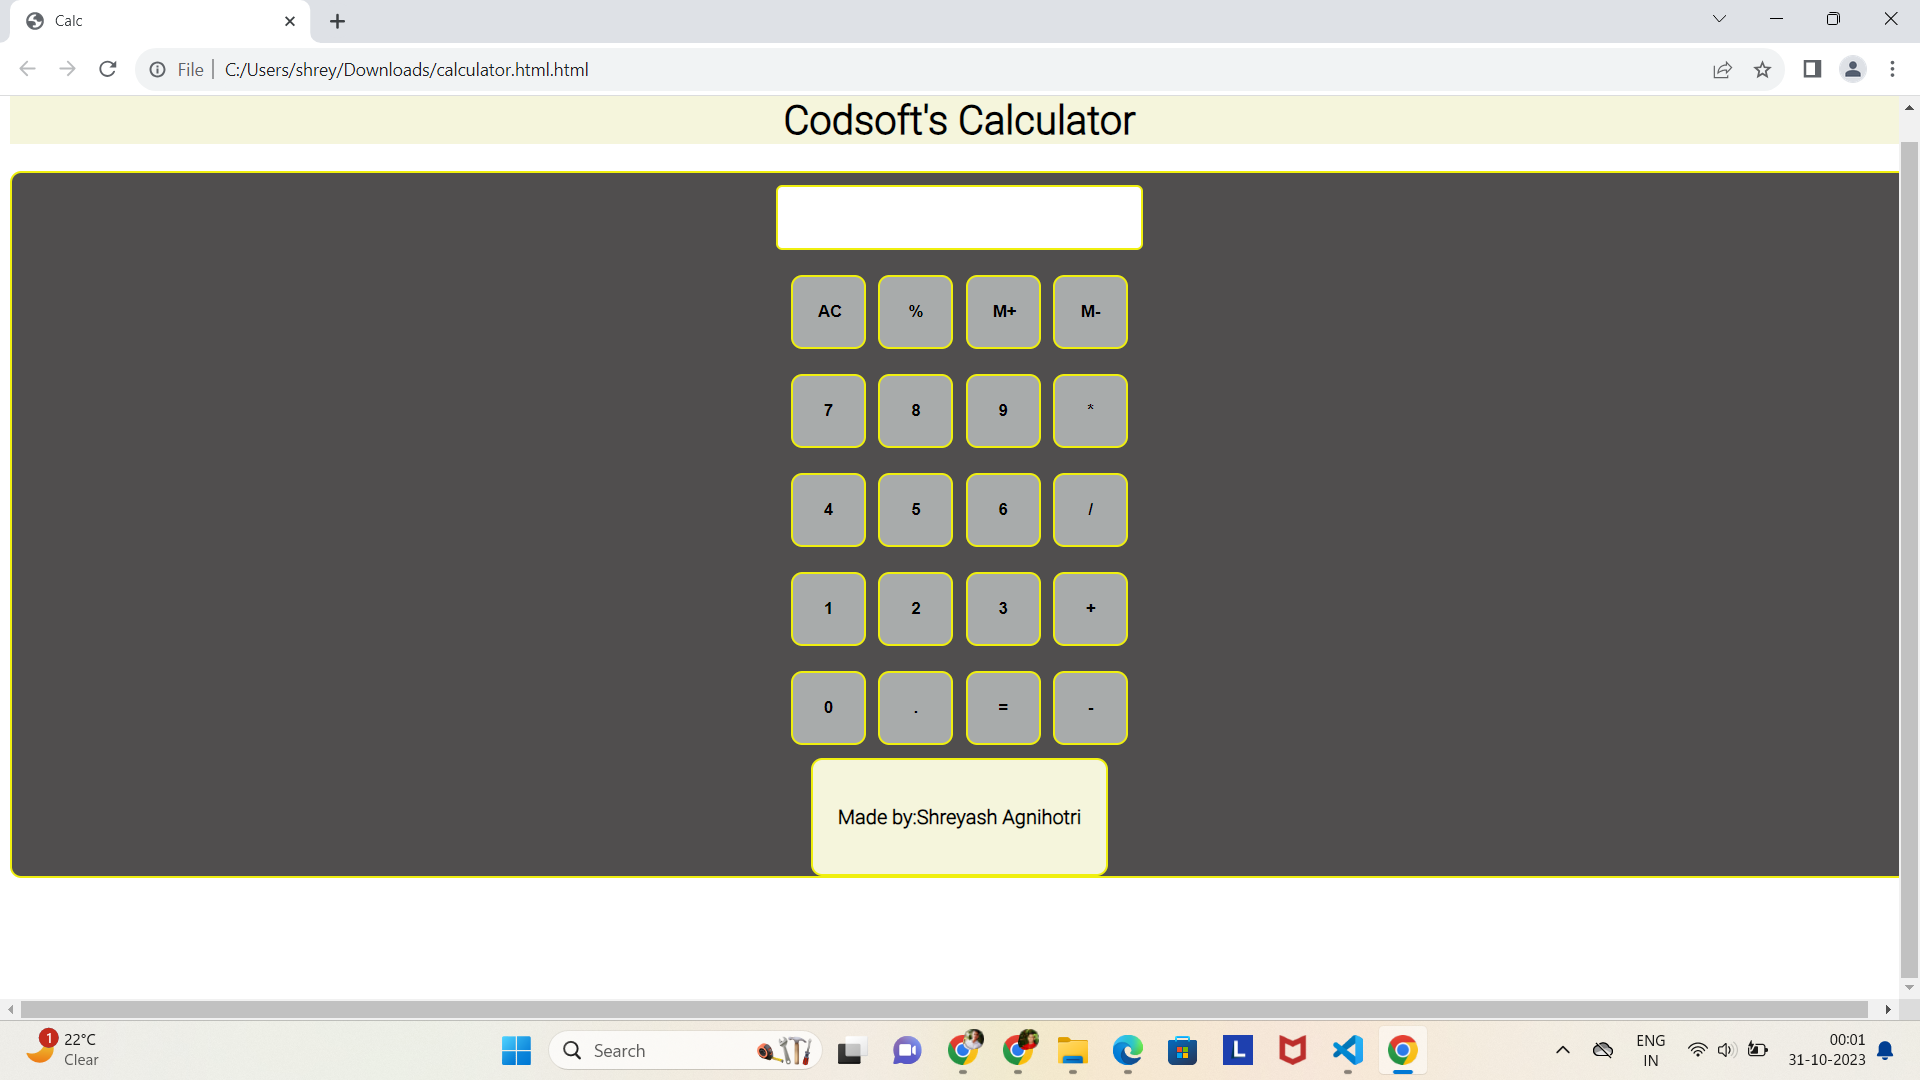 Calc
File
C:/Users/shrey/Downloads/calculator.html.html
Codsoft's Calculator
AC % M+ M-
7 8 9 *
4 5 6 /
1 2 3 +
0 . = -
Made by:Shreyash Agnihotri
1
22°C
Clear
Search
L
ENG
IN
00:01
31-10-2023